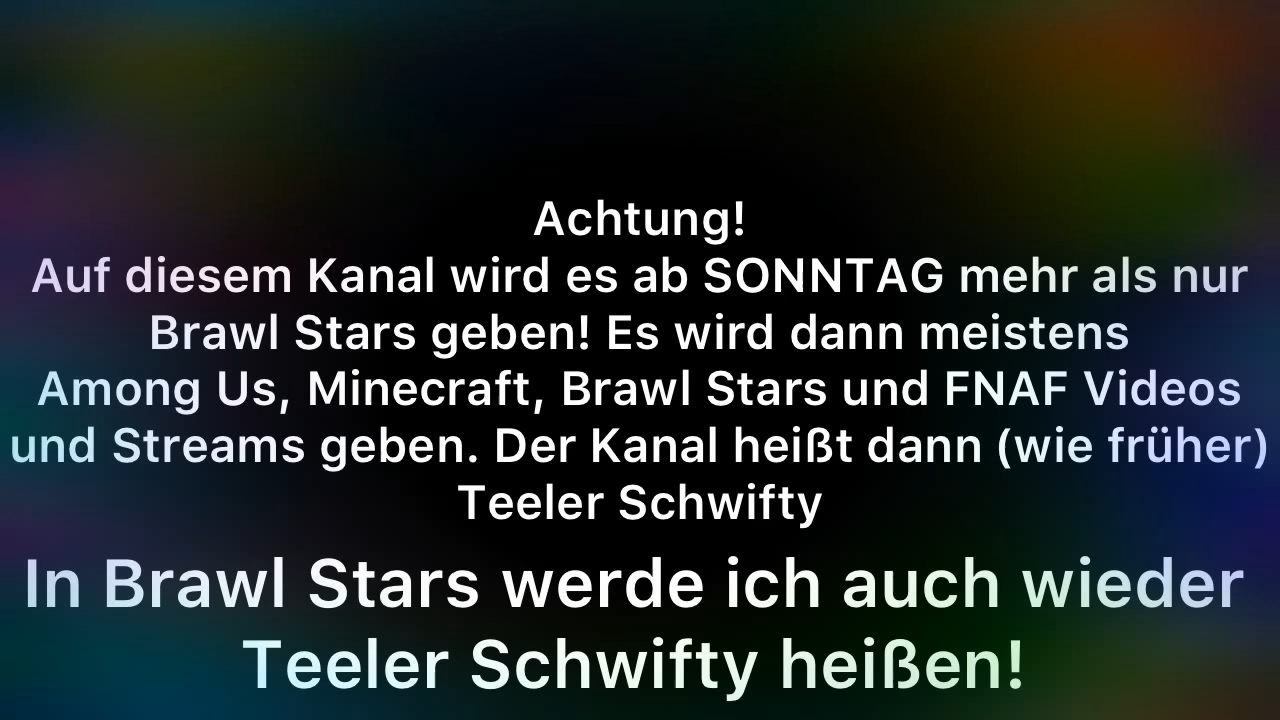 Achtung!
Auf diesem Kanal wird es ab SONNTAG mehr als nur
Brawl Stars geben! Es wird dann meistens
Among Us, Minecraft, Brawl Stars und FNAF Videos
und Streams geben. Der Kanal heißt dann (wie früher)
Teeler Schwifty
In Brawl Stars werde ich auch wieder
Teeler Schwifty heißen!